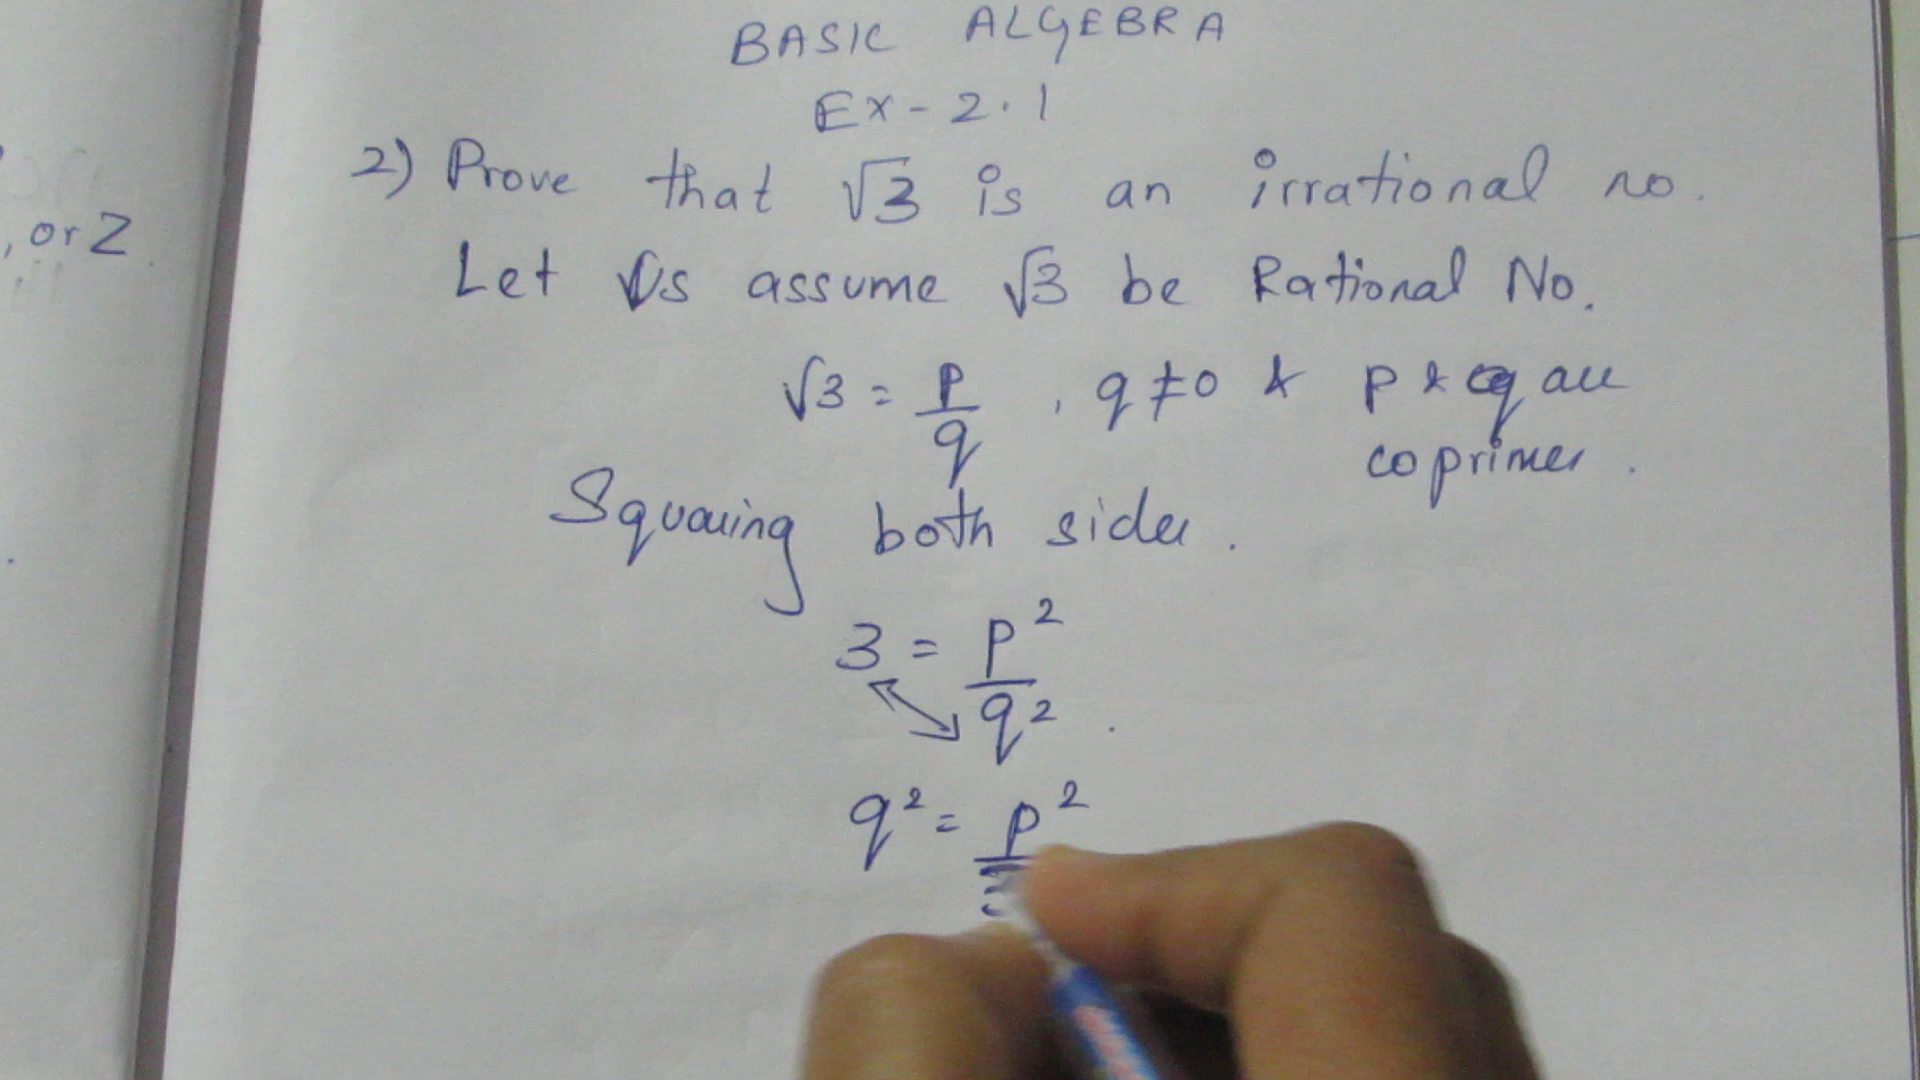 BASIC ALGEBRA
Ex - 2.1
, or Z
2) Prove that √3 is an irrational no.
Let Us assume √3 be Rational No.
√3 = p/q , q ≠ 0 & p & q are
coprimes .
Squaring both sides .
3 = p²/q² .
q² = p²/3